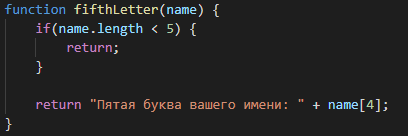 function fifthLetter(name) {
    if(name.length < 5) {
        return;
    }
    return "Пятая буква вашего имени: " + name[4];
}